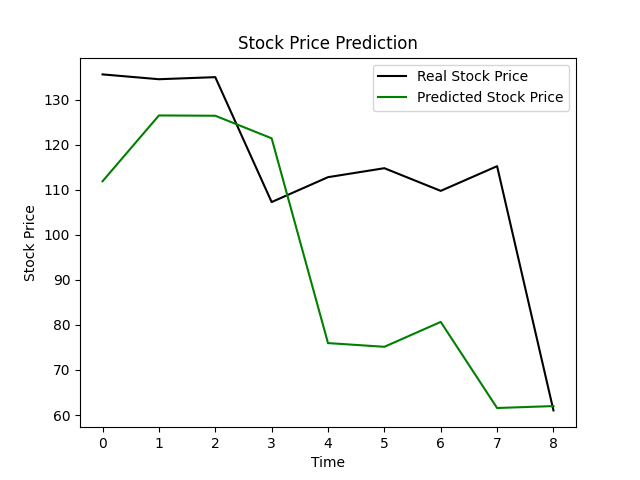 Stock Price Prediction
Real Stock Price
Predicted Stock Price
130
120
110
100
90
80
70
60
Stock Price
0 1 2 3 4 5 6 7 8
Time